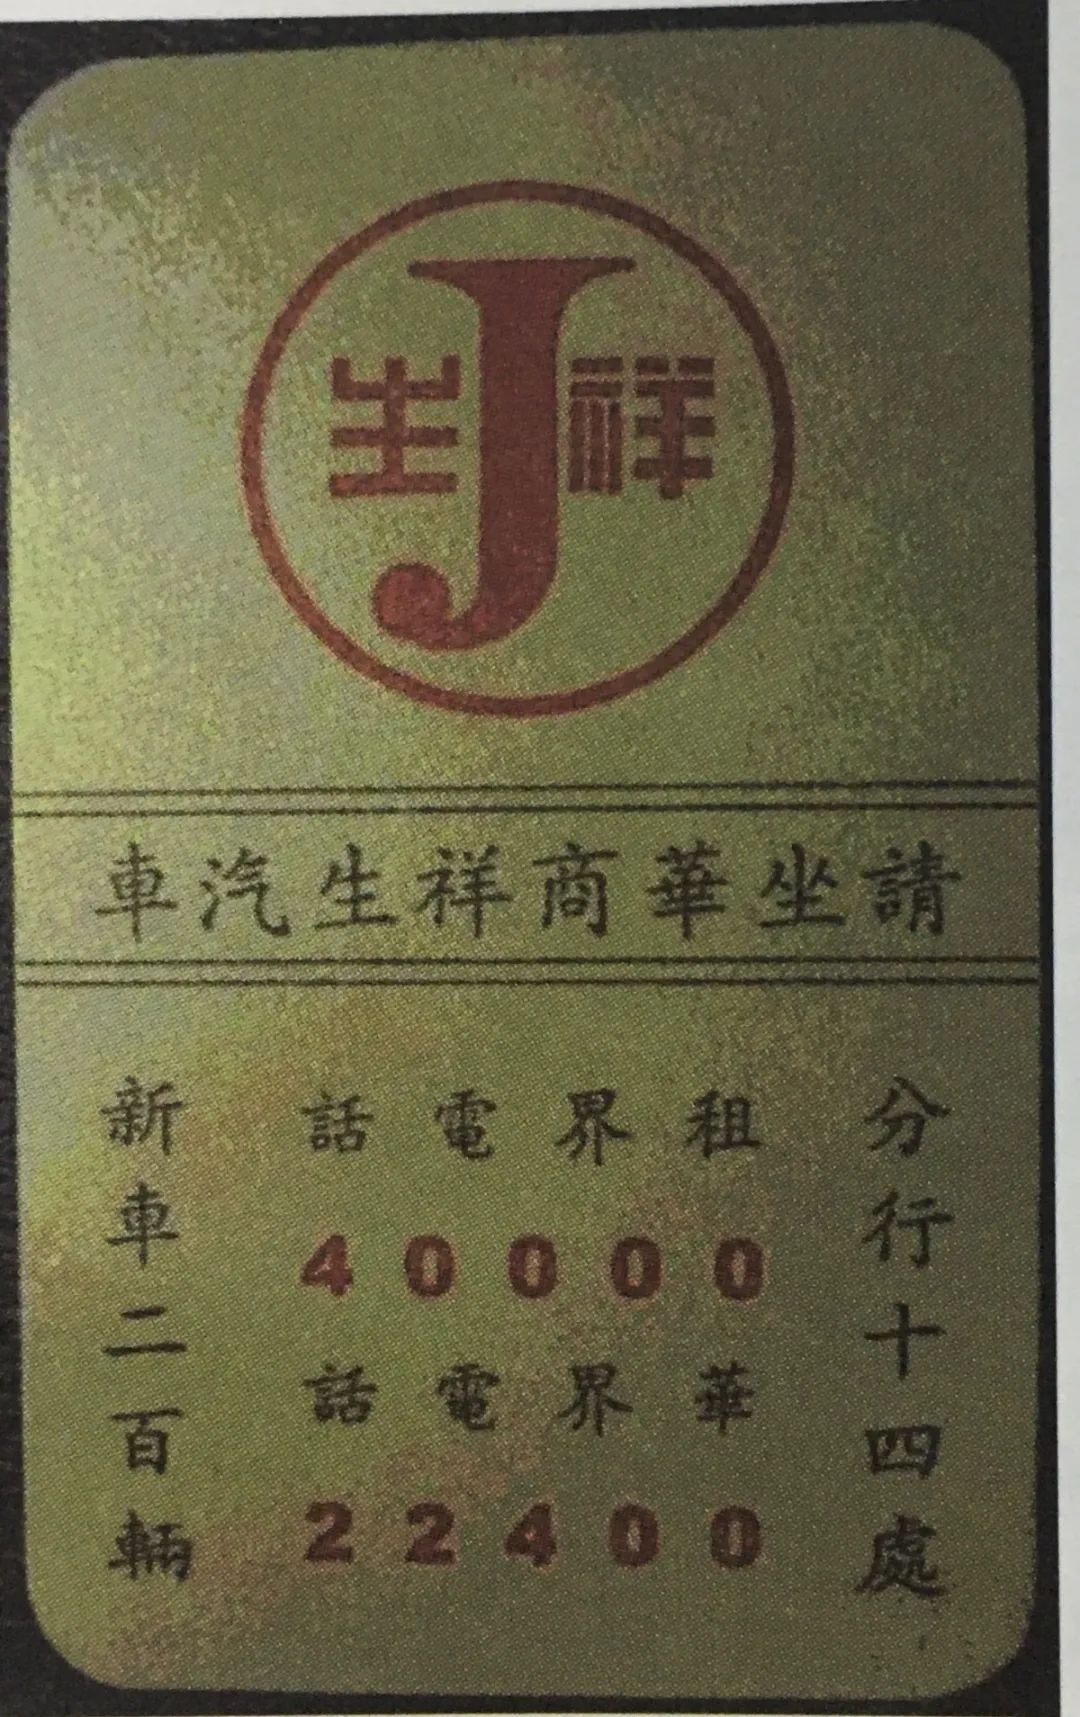 祥J生
請坐華商祥生汽車
分行十四處
租界電話
40000
華界電話
22400
新車二百輛